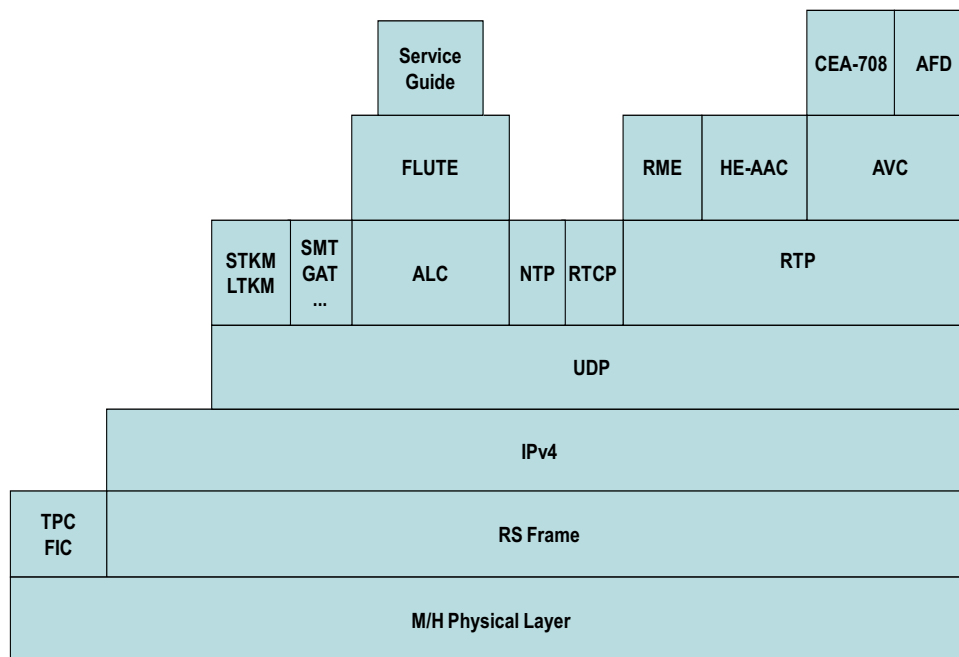 Service
Guide
CEA-708
AFD
FLUTE
RME
HE-AAC
AVC
STKM
LTKM
SMT
GAT
...
ALC
NTP
RTCP
RTP
UDP
IPv4
TPC
FIC
RS Frame
M/H Physical Layer